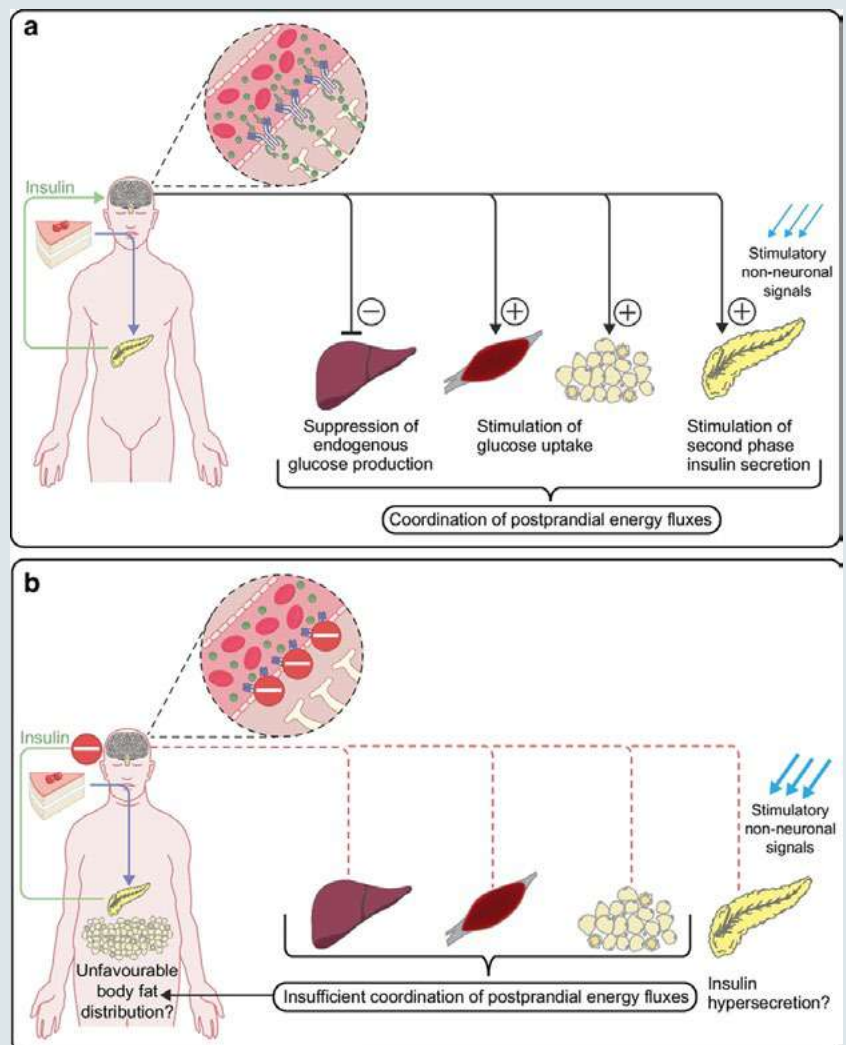 a
Insulin
Stimulatory
non-neuronal
signals
−
+
+
+
Suppression of
endogenous
glucose production
Stimulation of
glucose uptake
Stimulation of
second phase
insulin secretion
Coordination of postprandial energy fluxes
b
Insulin
Stimulatory
non-neuronal
signals
Unfavourable
body fat
distribution?
Insufficient coordination of postprandial energy fluxes
Insulin
hypersecretion?